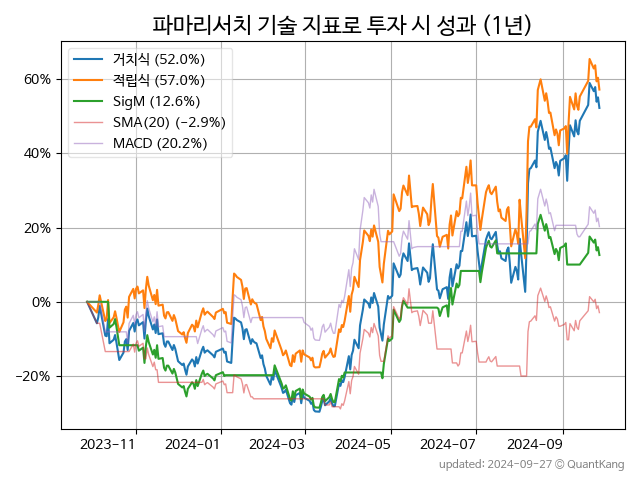 파마리서치 기술 지표로 투자 시 성과 (1년)
거치식 (52.0%)
적립식 (57.0%)
SigM (12.6%)
SMA(20) (−2.9%)
MACD (20.2%)
60%
40%
20%
0%
−20%
2023-11 2024-01 2024-03 2024-05 2024-07 2024-09
updated: 2024-09-27 © QuantKang